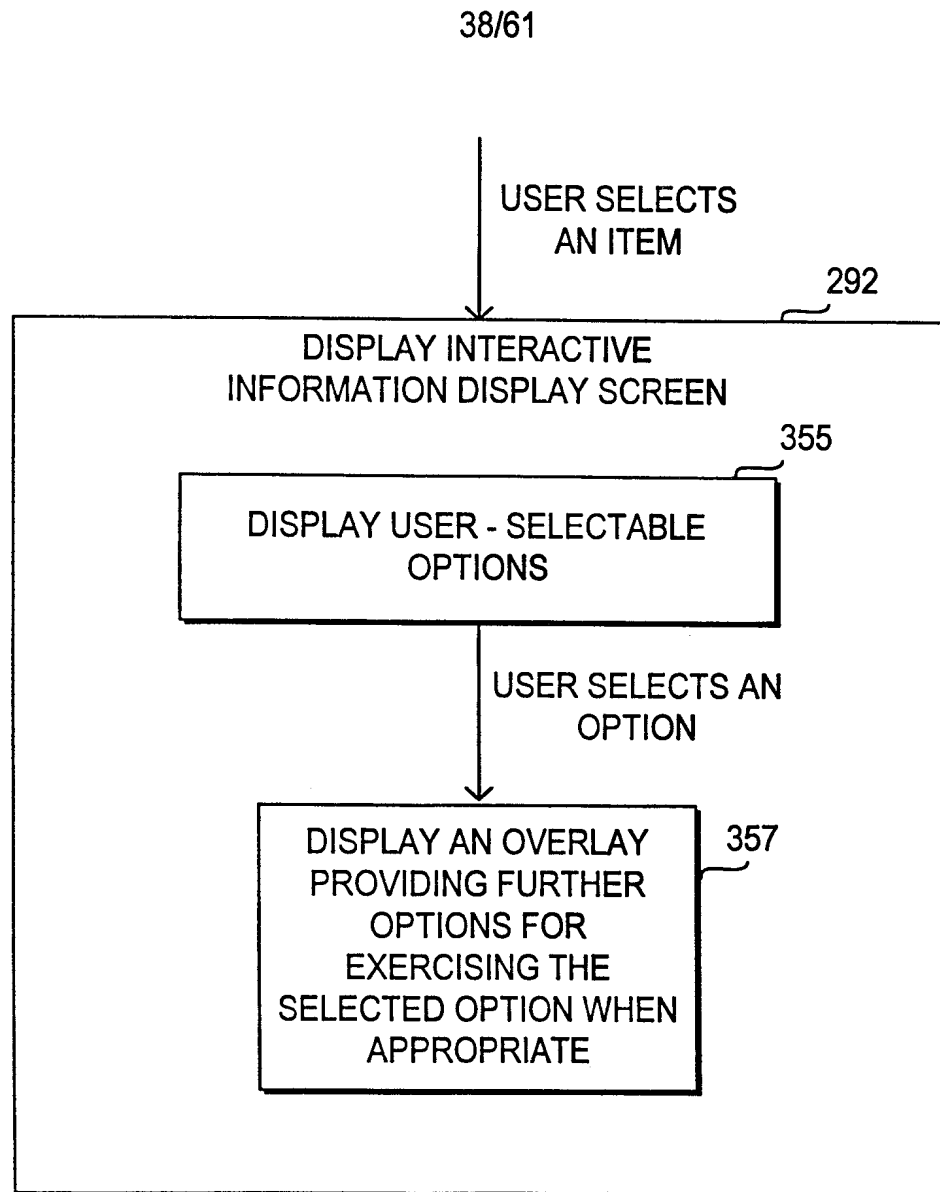 38/61
USER SELECTS
AN ITEM
292
DISPLAY INTERACTIVE
INFORMATION DISPLAY SCREEN
355
DISPLAY USER - SELECTABLE
OPTIONS
USER SELECTS AN
OPTION
357
DISPLAY AN OVERLAY
PROVIDING FURTHER
OPTIONS FOR
EXERCISING THE
SELECTED OPTION WHEN
APPROPRIATE